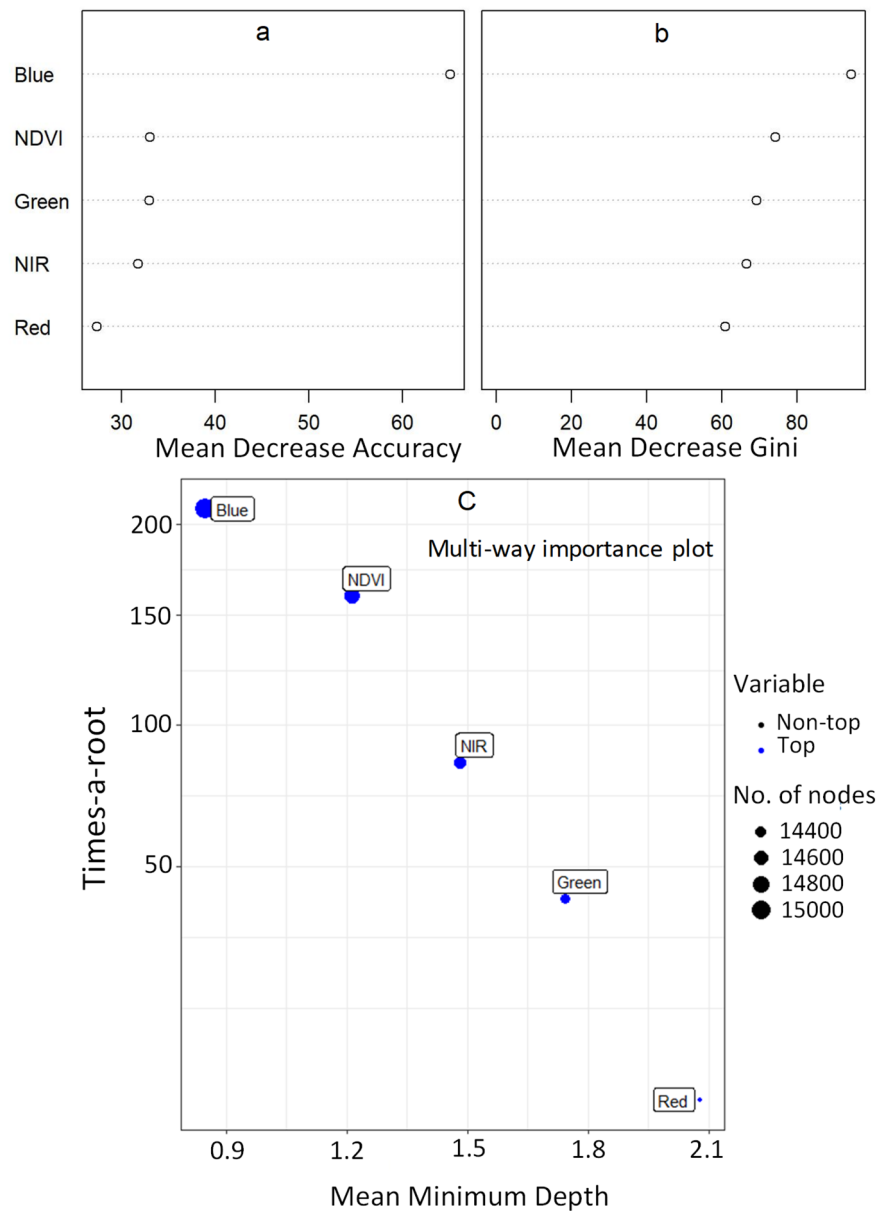 a
b
Blue
NDVI
Green
NIR
Red
30 40 50 60
0 20 40 60 80
Mean Decrease Accuracy
Mean Decrease Gini
C
Multi-way importance plot
Blue
NDVI
NIR
Green
Red
200
150
100
50
Times-a-root
0.9 1.2 1.5 1.8 2.1
Mean Minimum Depth
Variable
Non-top
Top
No. of nodes
14400
14600
14800
15000